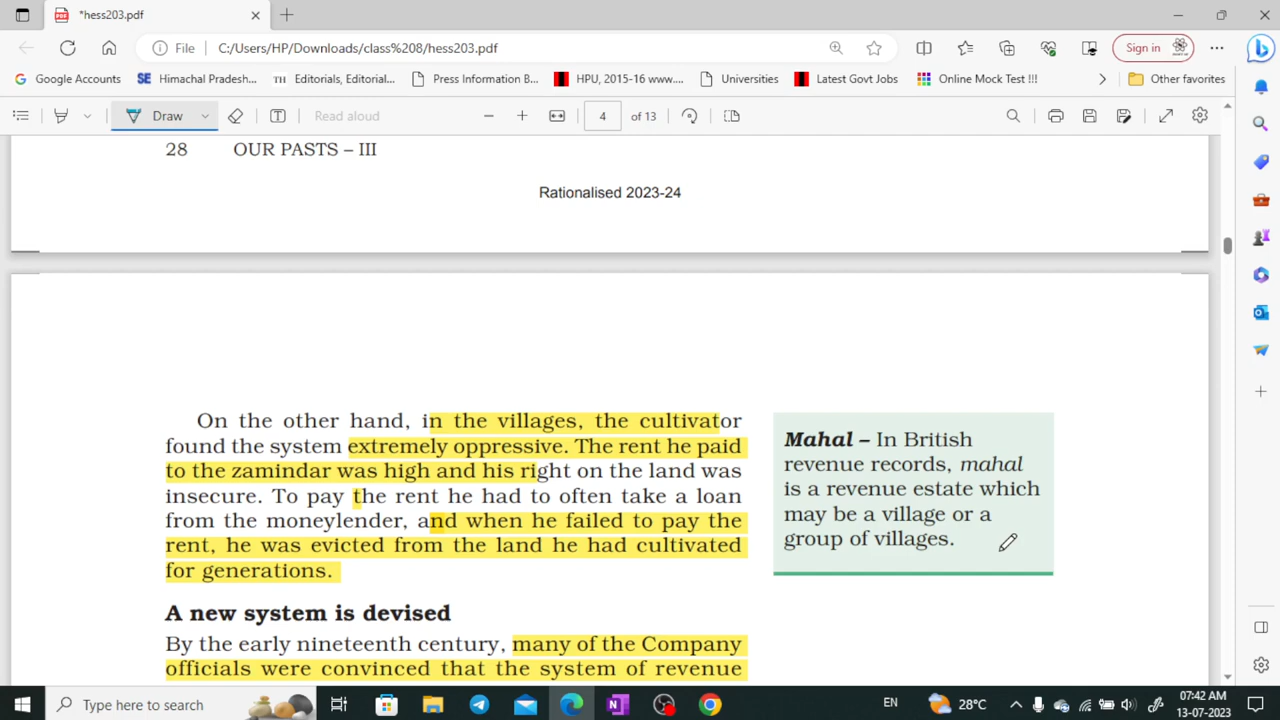 *hess203.pdf
File C:/Users/HP/Downloads/class%208/hess203.pdf Sign in
Google Accounts SE Himachal Pradesh... TH Editorials, Editorial... Press Information B... HPU, 2015-16 www.... Universities Latest Govt Jobs Online Mock Test !!! Other favorites
Draw Read aloud 4 of 13
28 OUR PASTS – III
Rationalised 2023-24
On the other hand, in the villages, the cultivator
found the system extremely oppressive. The rent he paid
to the zamindar was high and his right on the land was
insecure. To pay the rent he had to often take a loan
from the moneylender, and when he failed to pay the
rent, he was evicted from the land he had cultivated
for generations.
Mahal – In British
revenue records, mahal
is a revenue estate which
may be a village or a
group of villages.
A new system is devised
By the early nineteenth century, many of the Company
officials were convinced that the system of revenue
Type here to search EN 28°C 07:42 AM
13-07-2023